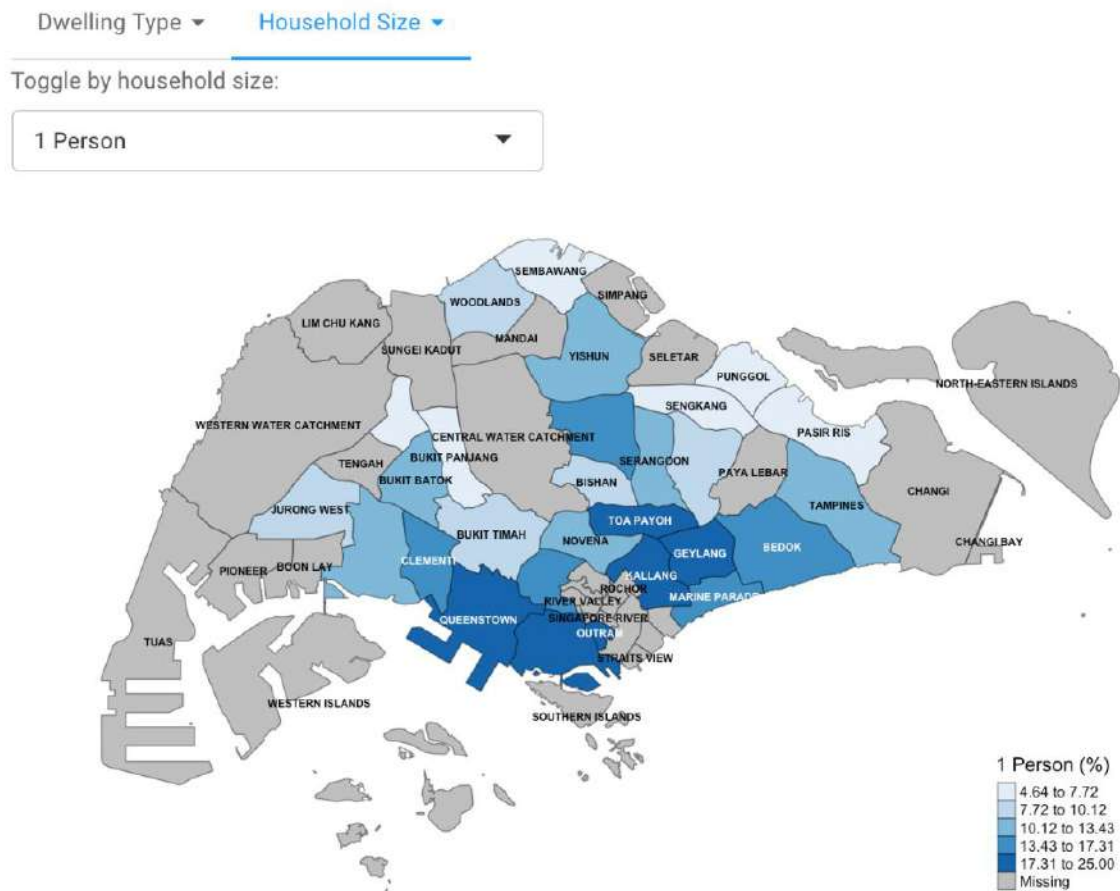 Dwelling Type
Household Size
Toggle by household size:
1 Person
SEMBAWANG
SIMPANG
WOODLANDS
LIM CHU KANG
MANDAI
SUNGEI KADUT
YISHUN
SELETAR
PUNGGOL
NORTH-EASTERN ISLANDS
SENGKANG
WESTERN WATER CATCHMENT
PASIR RIS
CENTRAL WATER CATCHMENT
BUKIT PANJANG
SERANGOON
TENGAH
PAYA LEBAR
BUKIT BATOK
BISHAN
CHANGI
TAMPINES
JURONG WEST
TOA PAYOH
BUKIT TIMAH
NOVENA
CHANGI BAY
BEDOK
GEYLANG
CLEMENTI
BOON LAY
PIONEER
KALLANG
ROCHOR
MARINE PARADE
RIVER VALLEY
QUEENSTOWN
SINGAPORE RIVER
OUTRAM
TUAS
STRAITS VIEW
WESTERN ISLANDS
SOUTHERN ISLANDS
1 Person (%)
4.64 to 7.72
7.72 to 10.12
10.12 to 13.43
13.43 to 17.31
17.31 to 25.00
Missing